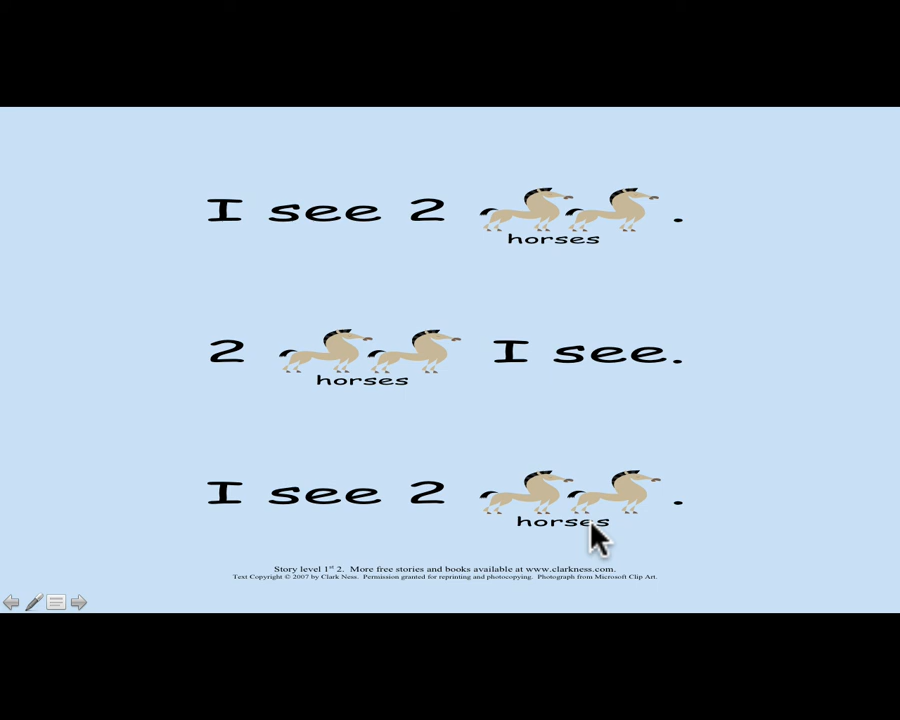 I see 2 .
horses
2 I see.
horses
I see 2 .
horses
Story level 1st 2. More free stories and books available at www.clarkness.com.
Text Copyright © 2007 by Clark Ness. Permission granted for reprinting and photocopying. Photograph from Microsoft Clip Art.